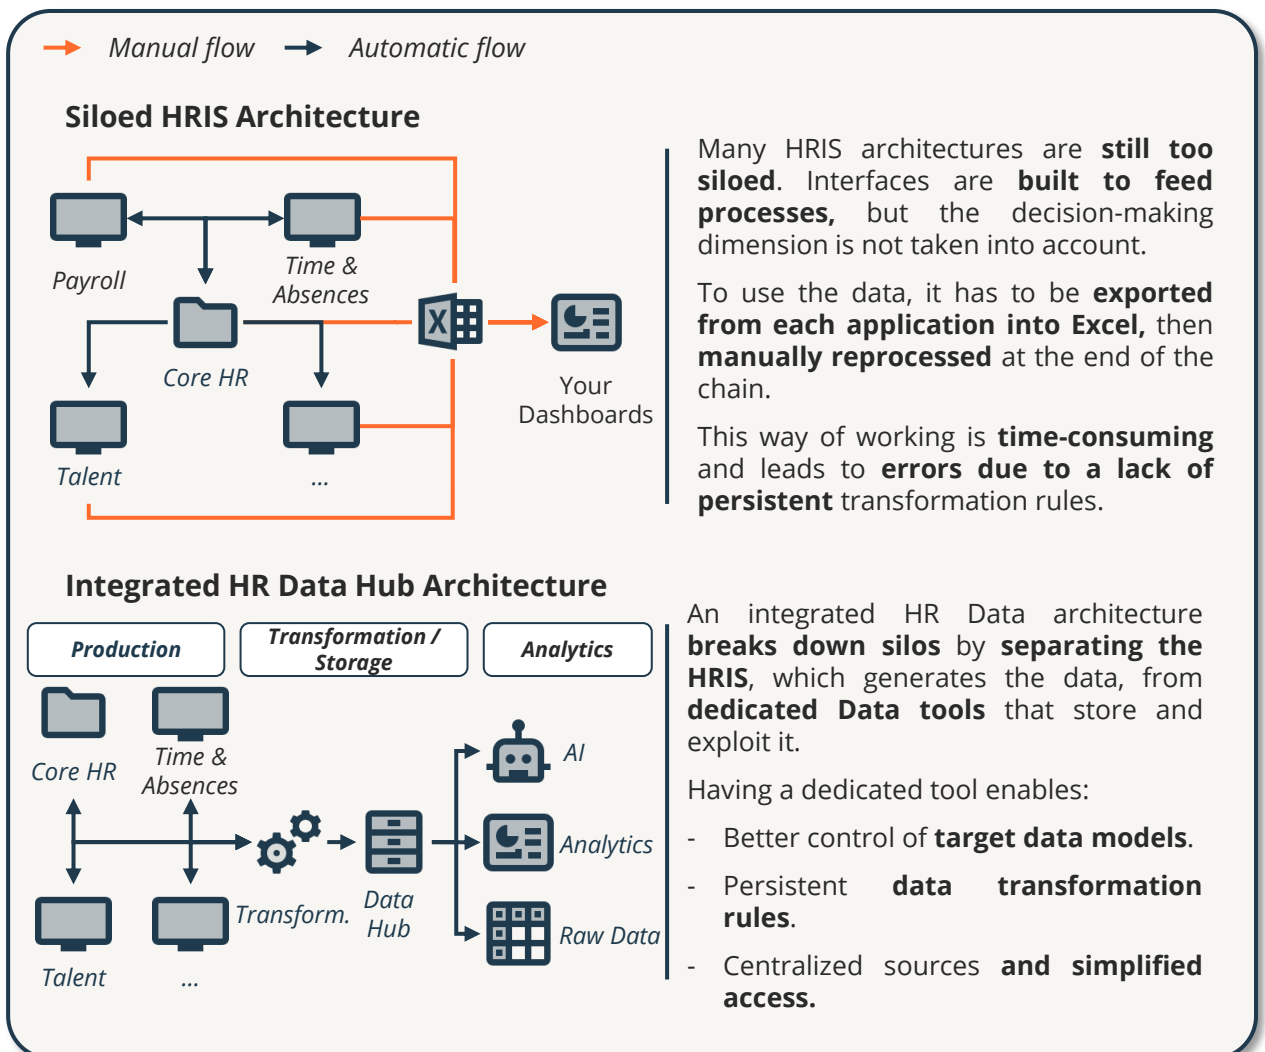 Manual flow
Automatic flow
Siloed HRIS Architecture
Payroll
Time &
Absences
Core HR
X
Talent
...
Your
Dashboards
Many HRIS architectures are still too
siloed. Interfaces are built to feed
processes, but the decision-making
dimension is not taken into account.
To use the data, it has to be exported
from each application into Excel, then
manually reprocessed at the end of the
chain.
This way of working is time-consuming
and leads to errors due to a lack of
persistent transformation rules.
Integrated HR Data Hub Architecture
Production
Transformation /
Storage
Analytics
Core HR
Time &
Absences
Talent
...
Transform.
Data
Hub
AI
Analytics
Raw Data
An integrated HR Data architecture
breaks down silos by separating the
HRIS, which generates the data, from
dedicated Data tools that store and
exploit it.
Having a dedicated tool enables:
- Better control of target data models.
- Persistent data transformation
rules.
- Centralized sources and simplified
access.